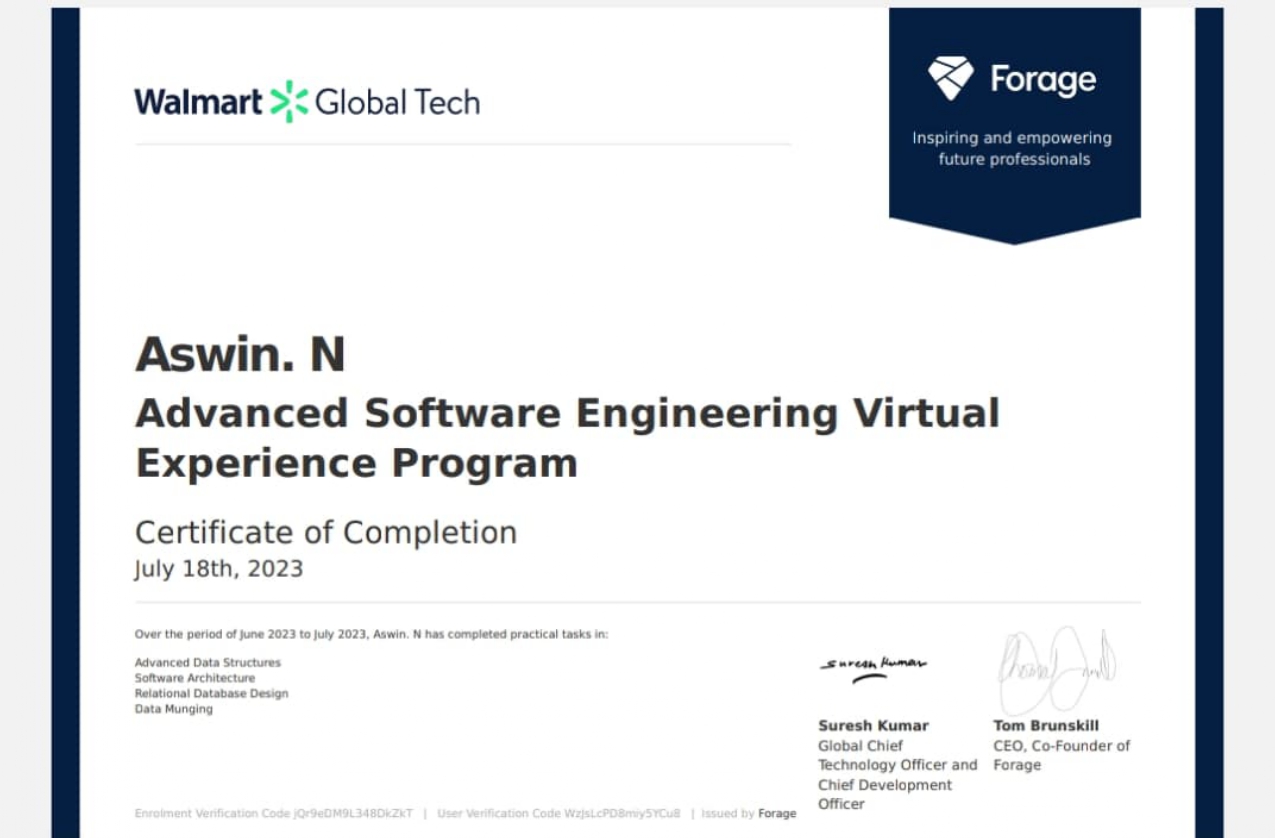 Walmart Global Tech
Forage
Inspiring and empowering
future professionals
Aswin. N
Advanced Software Engineering Virtual
Experience Program
Certificate of Completion
July 18th, 2023
Over the period of June 2023 to July 2023, Aswin. N has completed practical tasks in:
Advanced Data Structures
Software Architecture
Relational Database Design
Data Munging
Suresh Kumar
Suresh Kumar
Global Chief
Technology Officer and
Chief Development
Officer
Tom Brunskill
CEO, Co-Founder of
Forage
Enrolment Verification Code jQr9eDM9L348DkZkT | User Verification Code WzJsLcPD8miy5YCu8 | Issued by Forage